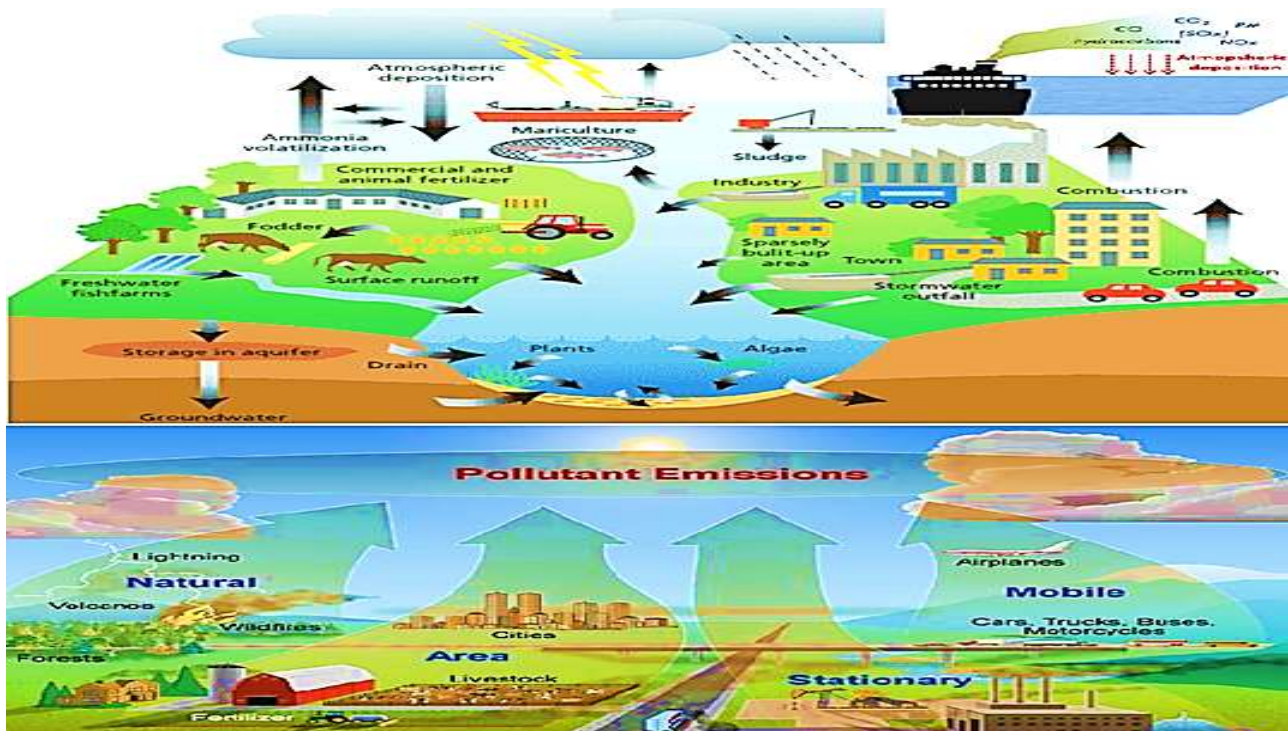 CO
CO2
PM
(SOx)
hydrocarbons
NOx
Atmopsheric
deposition
Atmospheric
deposition
Ammonia
volatilization
Mariculture
Sludge
Commercial and
animal fertilizer
Industry
Combustion
Fodder
Sparsely
bulit-up
area
Town
Combustion
Freshwater
fishfarms
Surface runoff
Stormwater
outfall
Storage in aquifer
Drain
Plants
Algae
Groundwater
Pollutant Emissions
Lightning
Natural
Volcanos
Wildfires
Forests
Cities
Area
Livestock
Fertilizer
Airplanes
Mobile
Cars, Trucks, Buses,
Motorcycles
Stationary